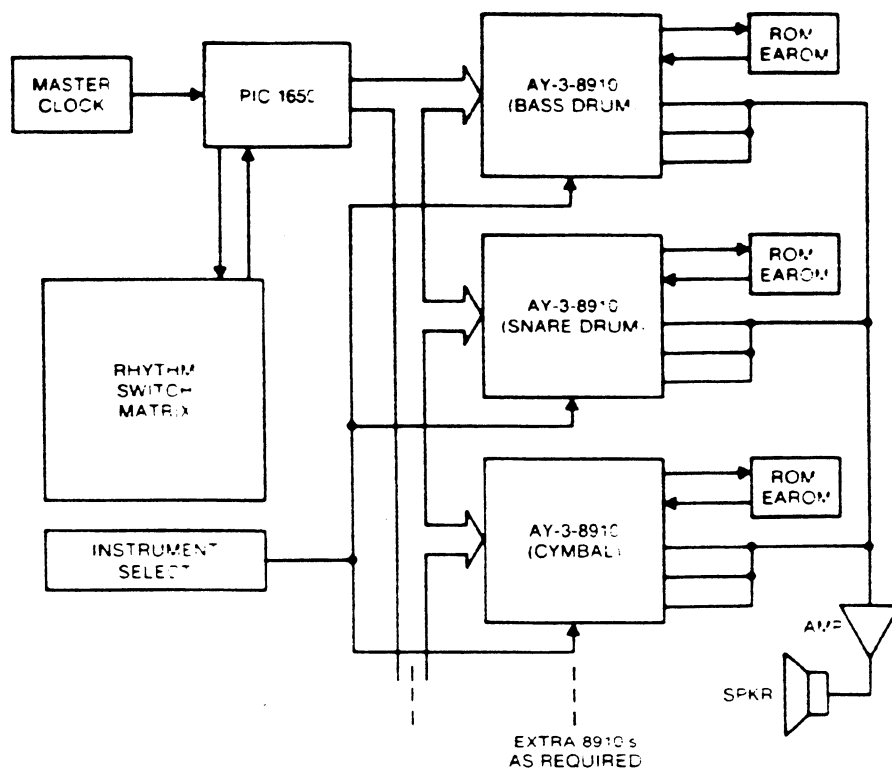 MASTER
CLOCK
PIC 1650
AY-3-8910
(BASS DRUM)
ROM
EAROM
RHYTHM
SWITCH
MATRIX
AY-3-8910
(SNARE DRUM)
ROM
EAROM
INSTRUMENT
SELECT
AY-3-8910
(CYMBAL)
ROM
EAROM
AMP
SPKR
EXTRA 8910's
AS REQUIRED